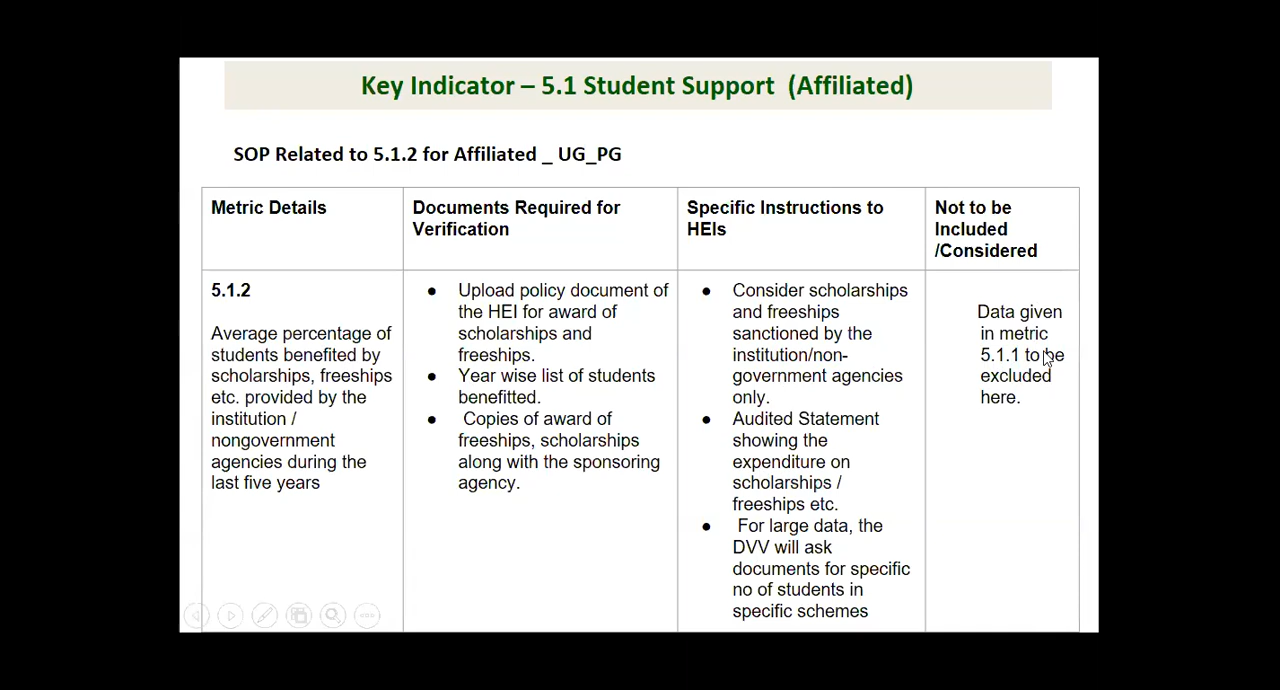 Key Indicator – 5.1 Student Support (Affiliated)
SOP Related to 5.1.2 for Affiliated _ UG_PG
Metric Details
Documents Required for
Verification
Specific Instructions to
HEIs
Not to be
Included
/Considered
5.1.2
Average percentage of
students benefited by
scholarships, freeships
etc. provided by the
institution /
nongovernment
agencies during the
last five years
● Upload policy document of
the HEI for award of
scholarships and
freeships.
● Year wise list of students
benefitted.
● Copies of award of
freeships, scholarships
along with the sponsoring
agency.
● Consider scholarships
and freeships
sanctioned by the
institution/non-
government agencies
only.
● Audited Statement
showing the
expenditure on
scholarships /
freeships etc.
● For large data, the
DVV will ask
documents for specific
no of students in
specific schemes
Data given
in metric
5.1.1 to be
excluded
here.